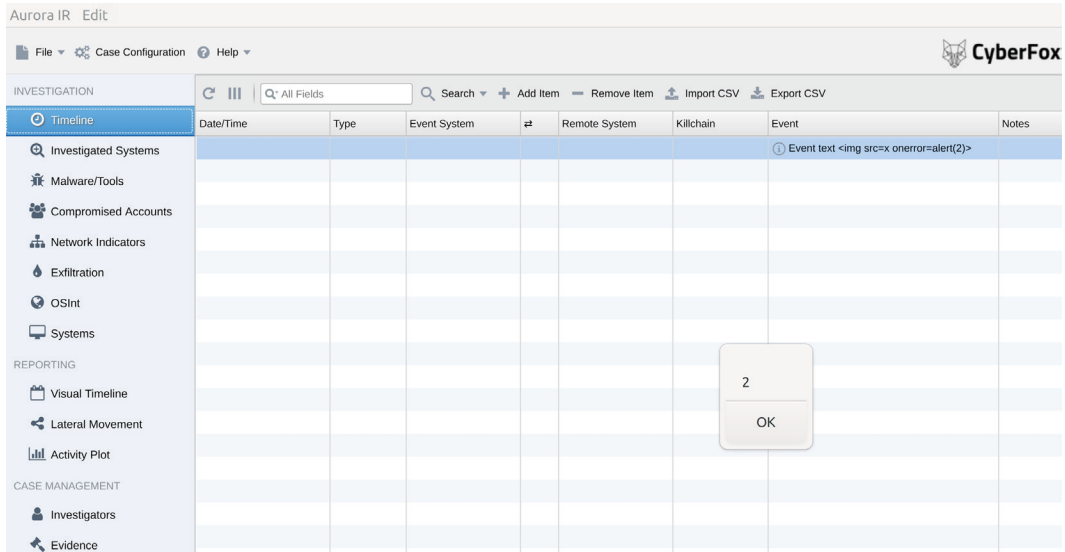 Aurora IR Edit
File Case Configuration Help CyberFox
INVESTIGATION
All Fields Search Add Item Remove Item Import CSV Export CSV
Timeline
Date/Time Type Event System ⇄ Remote System Killchain Event Notes
Investigated Systems
Event text <img src=x onerror=alert(2)>
Malware/Tools
Compromised Accounts
Network Indicators
Exfiltration
OSInt
Systems
REPORTING
Visual Timeline
Lateral Movement
Activity Plot
CASE MANAGEMENT
Investigators
Evidence
2
OK